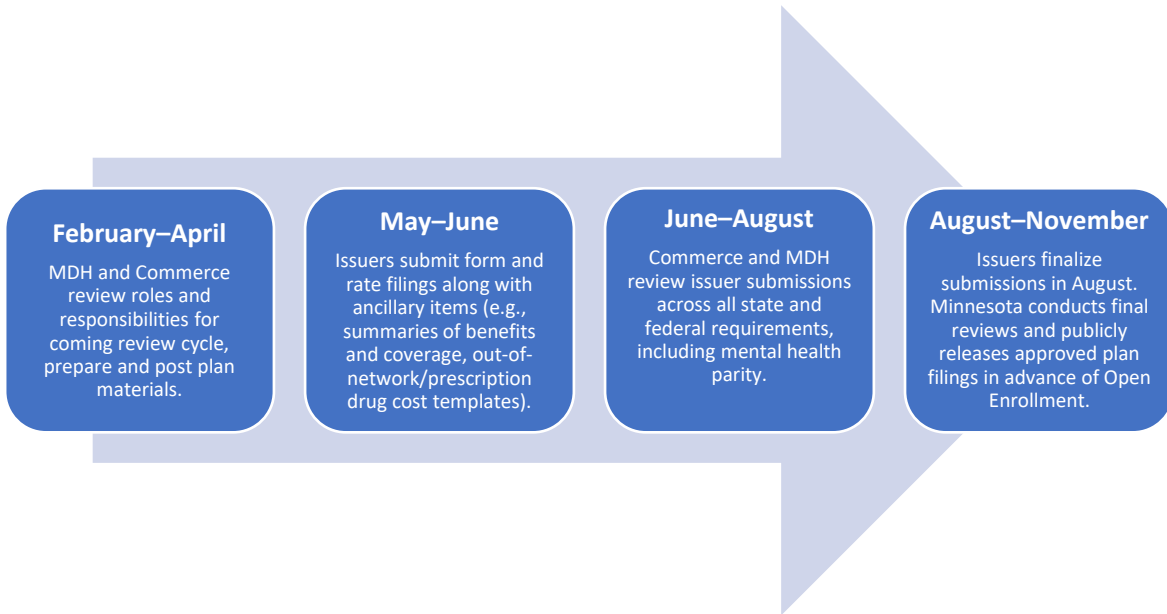 February–April
MDH and Commerce
review roles and
responsibilities for
coming review cycle,
prepare and post plan
materials.
May–June
Issuers submit form and
rate filings along with
ancillary items (e.g.,
summaries of benefits
and coverage, out-of-
network/prescription
drug cost templates).
June–August
Commerce and MDH
review issuer submissions
across all state and
federal requirements,
including mental health
parity.
August–November
Issuers finalize
submissions in August.
Minnesota conducts final
reviews and publicly
releases approved plan
filings in advance of Open
Enrollment.